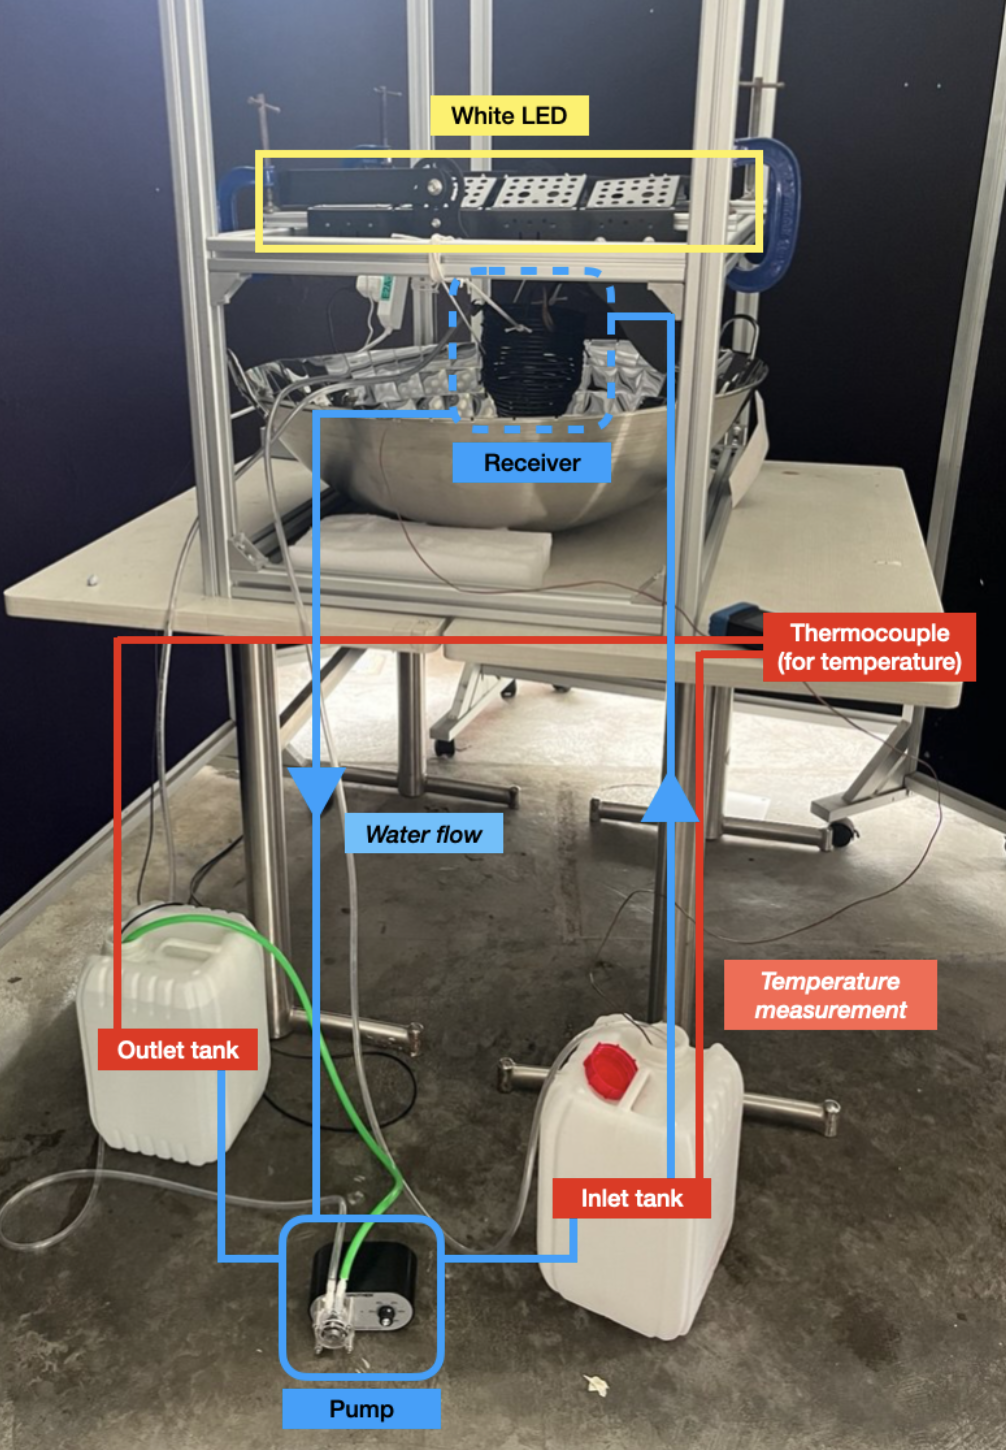 White LED
Receiver
Thermocouple
(for temperature)
Water flow
Temperature
measurement
Outlet tank
Inlet tank
Pump